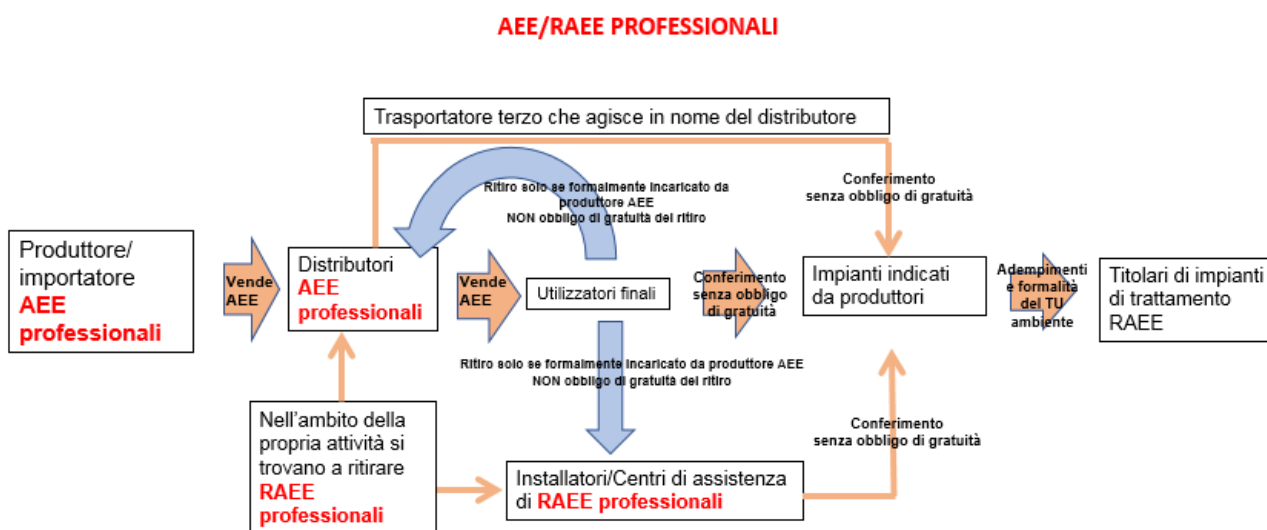 AEE/RAEE PROFESSIONALI
Trasportatore terzo che agisce in nome del distributore
Ritiro solo se formalmente incaricato da
produttore AEE
NON obbligo di gratuità del ritiro
Conferimento
senza obbligo di gratuità
Produttore/
importatore
AEE
professionali
Vende
AEE
Distributori
AEE
professionali
Vende
AEE
Utilizzatori finali
Conferimento
senza obbligo
di gratuità
Impianti indicati
da produttori
Adempimenti
e formalità
del TU
ambiente
Titolari di impianti
di trattamento
RAEE
Ritiro solo se formalmente incaricato da produttore AEE
NON obbligo di gratuità del ritiro
Nell'ambito della
propria attività si
trovano a ritirare
RAEE
professionali
Conferimento
senza obbligo di gratuità
Installatori/Centri di assistenza
di RAEE professionali